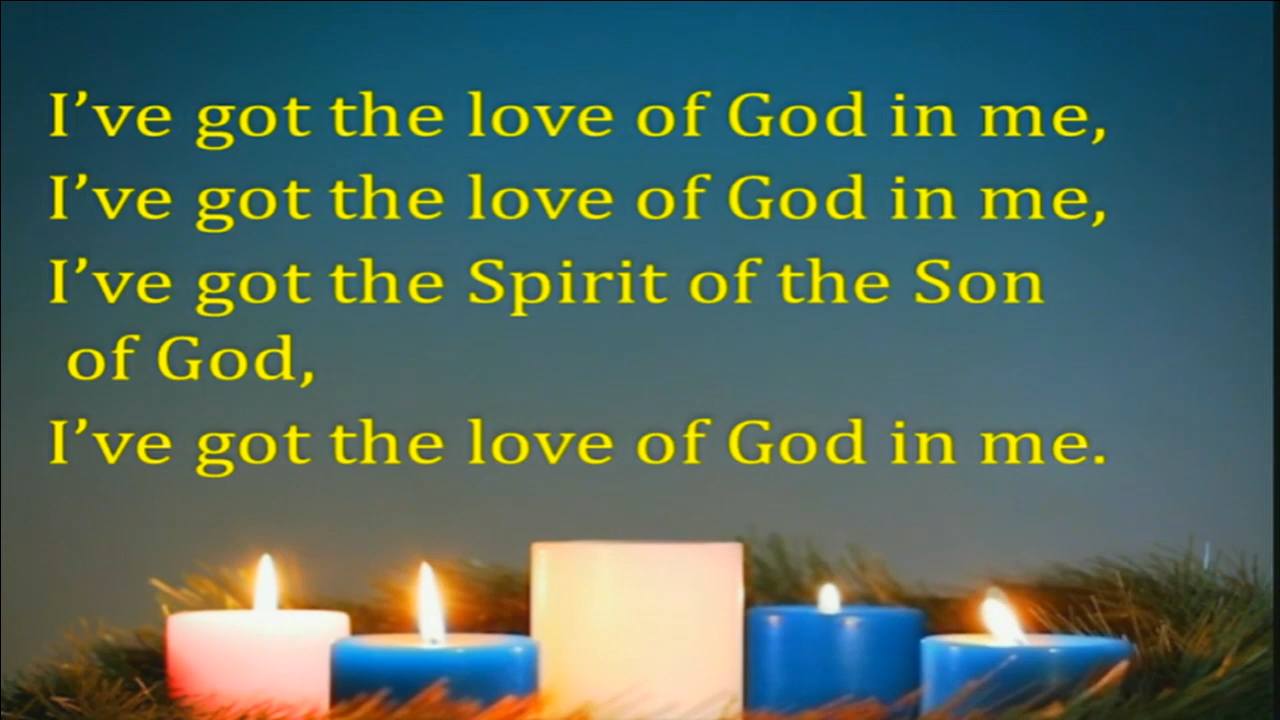 I’ve got the love of God in me,
I’ve got the love of God in me,
I’ve got the Spirit of the Son
of God,
I’ve got the love of God in me.